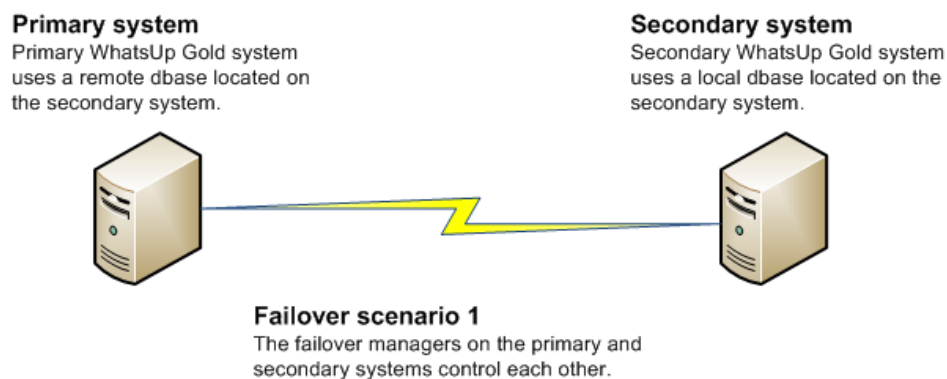 Primary system
Primary WhatsUp Gold system
uses a remote dbase located on
the secondary system.
Secondary system
Secondary WhatsUp Gold system
uses a local dbase located on the
secondary system.
Failover scenario 1
The failover managers on the primary and
secondary systems control each other.